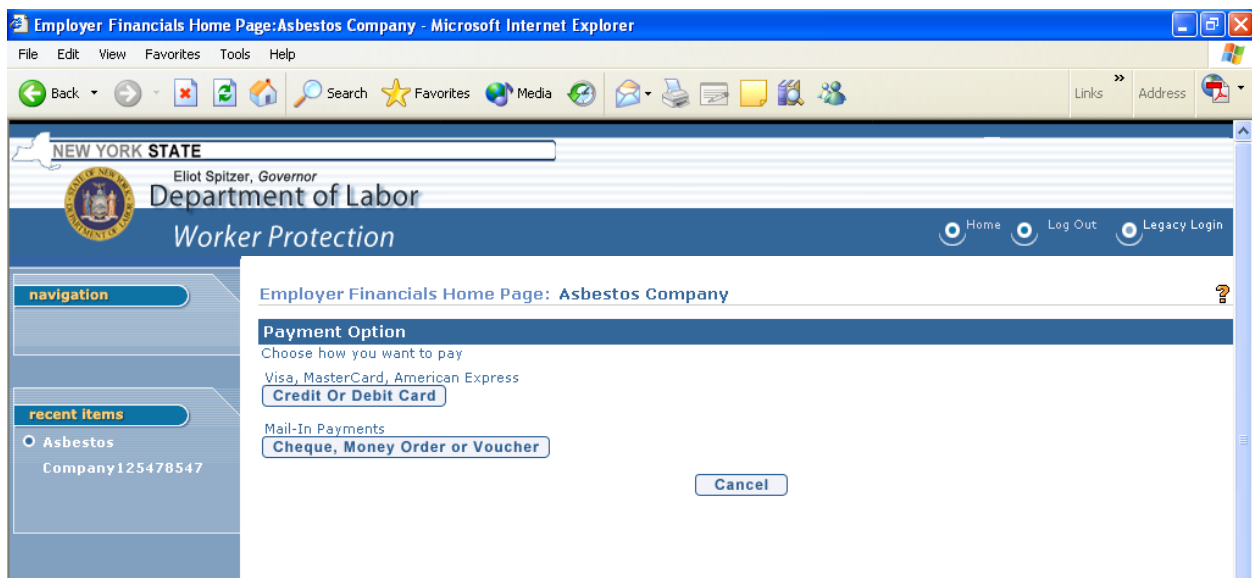 Employer Financials Home Page:Asbestos Company - Microsoft Internet Explorer
File Edit View Favorites Tools Help
Back Search Favorites Media Links » Address
NEW YORK STATE
Eliot Spitzer, Governor
Department of Labor
Worker Protection
Home Log Out Legacy Login
navigation
Employer Financials Home Page: Asbestos Company ?
Payment Option
Choose how you want to pay
Visa, MasterCard, American Express
Credit Or Debit Card
recent items
Mail-In Payments
Asbestos
Cheque, Money Order or Voucher
Company125478547
Cancel